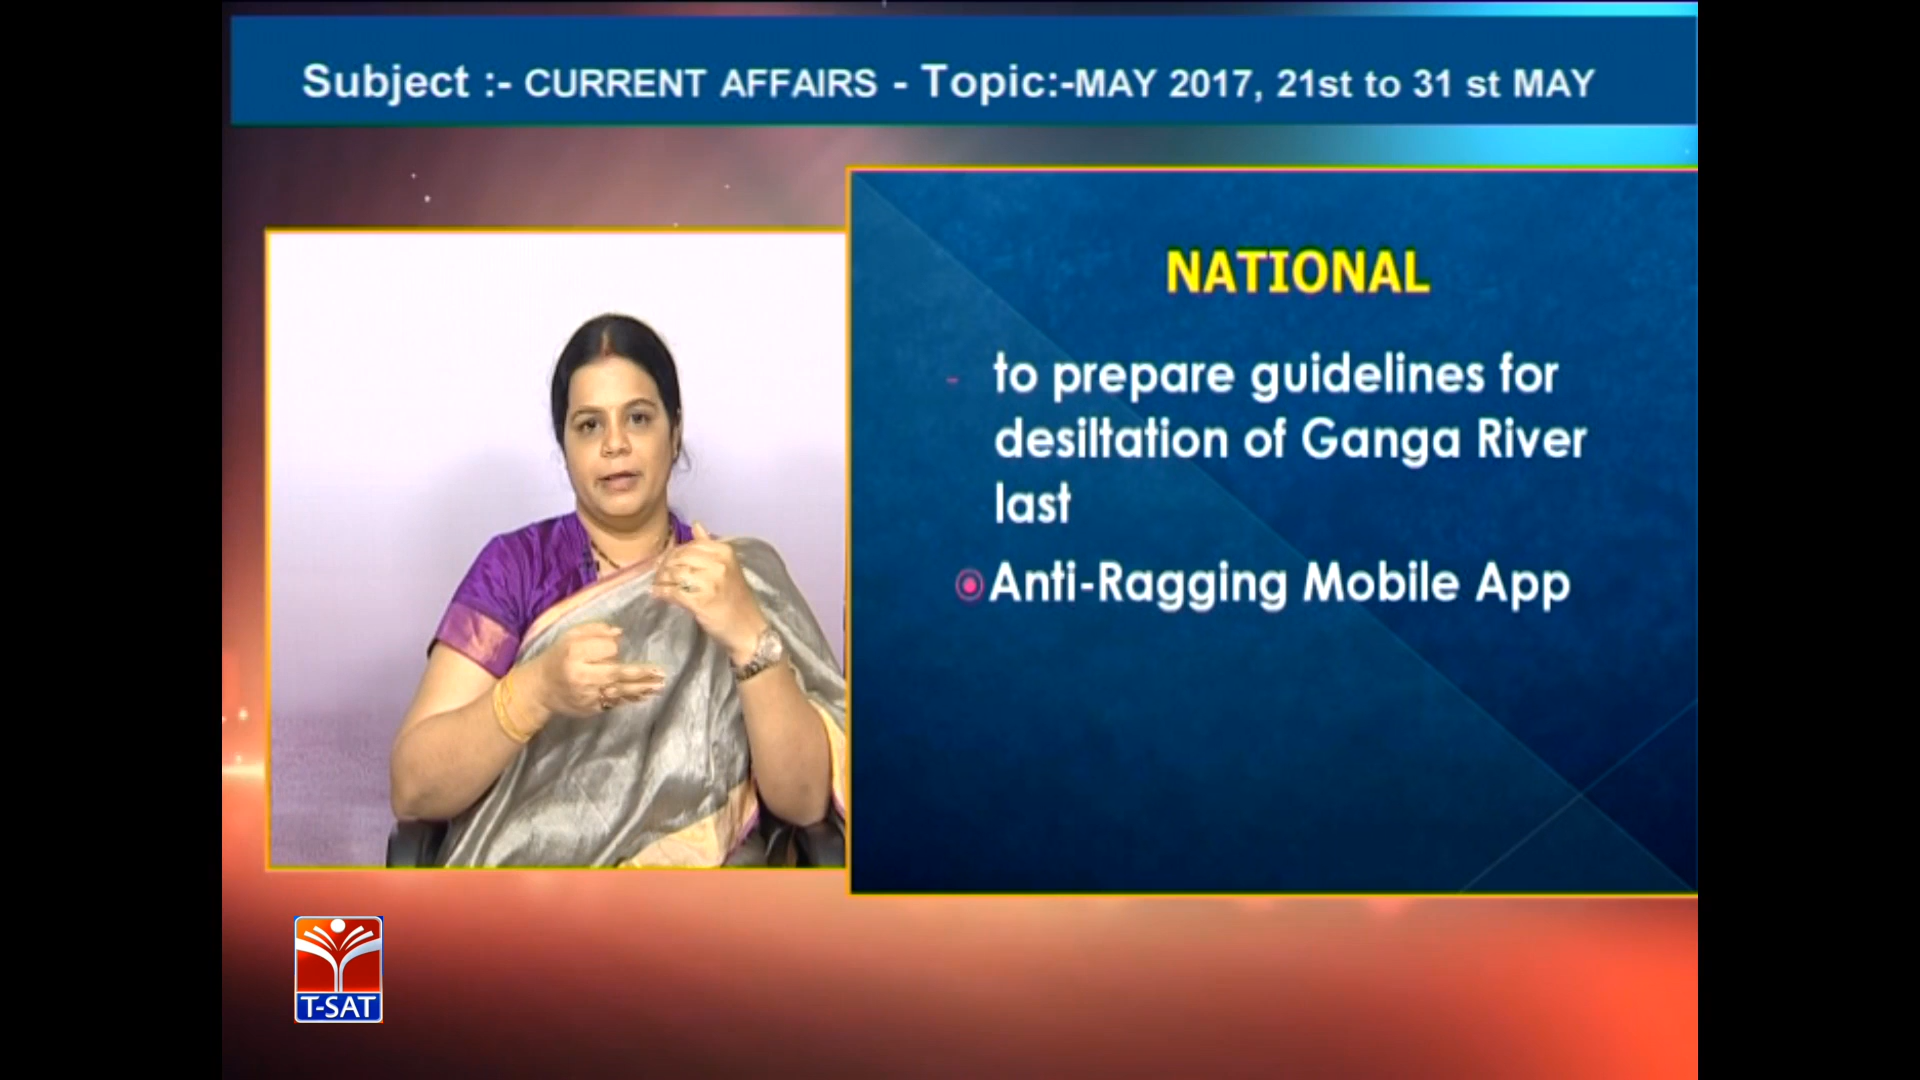 Subject :- CURRENT AFFAIRS - Topic:-MAY 2017, 21st to 31 st MAY
NATIONAL
- to prepare guidelines for
desiltation of Ganga River
last
Anti-Ragging Mobile App
T-SAT